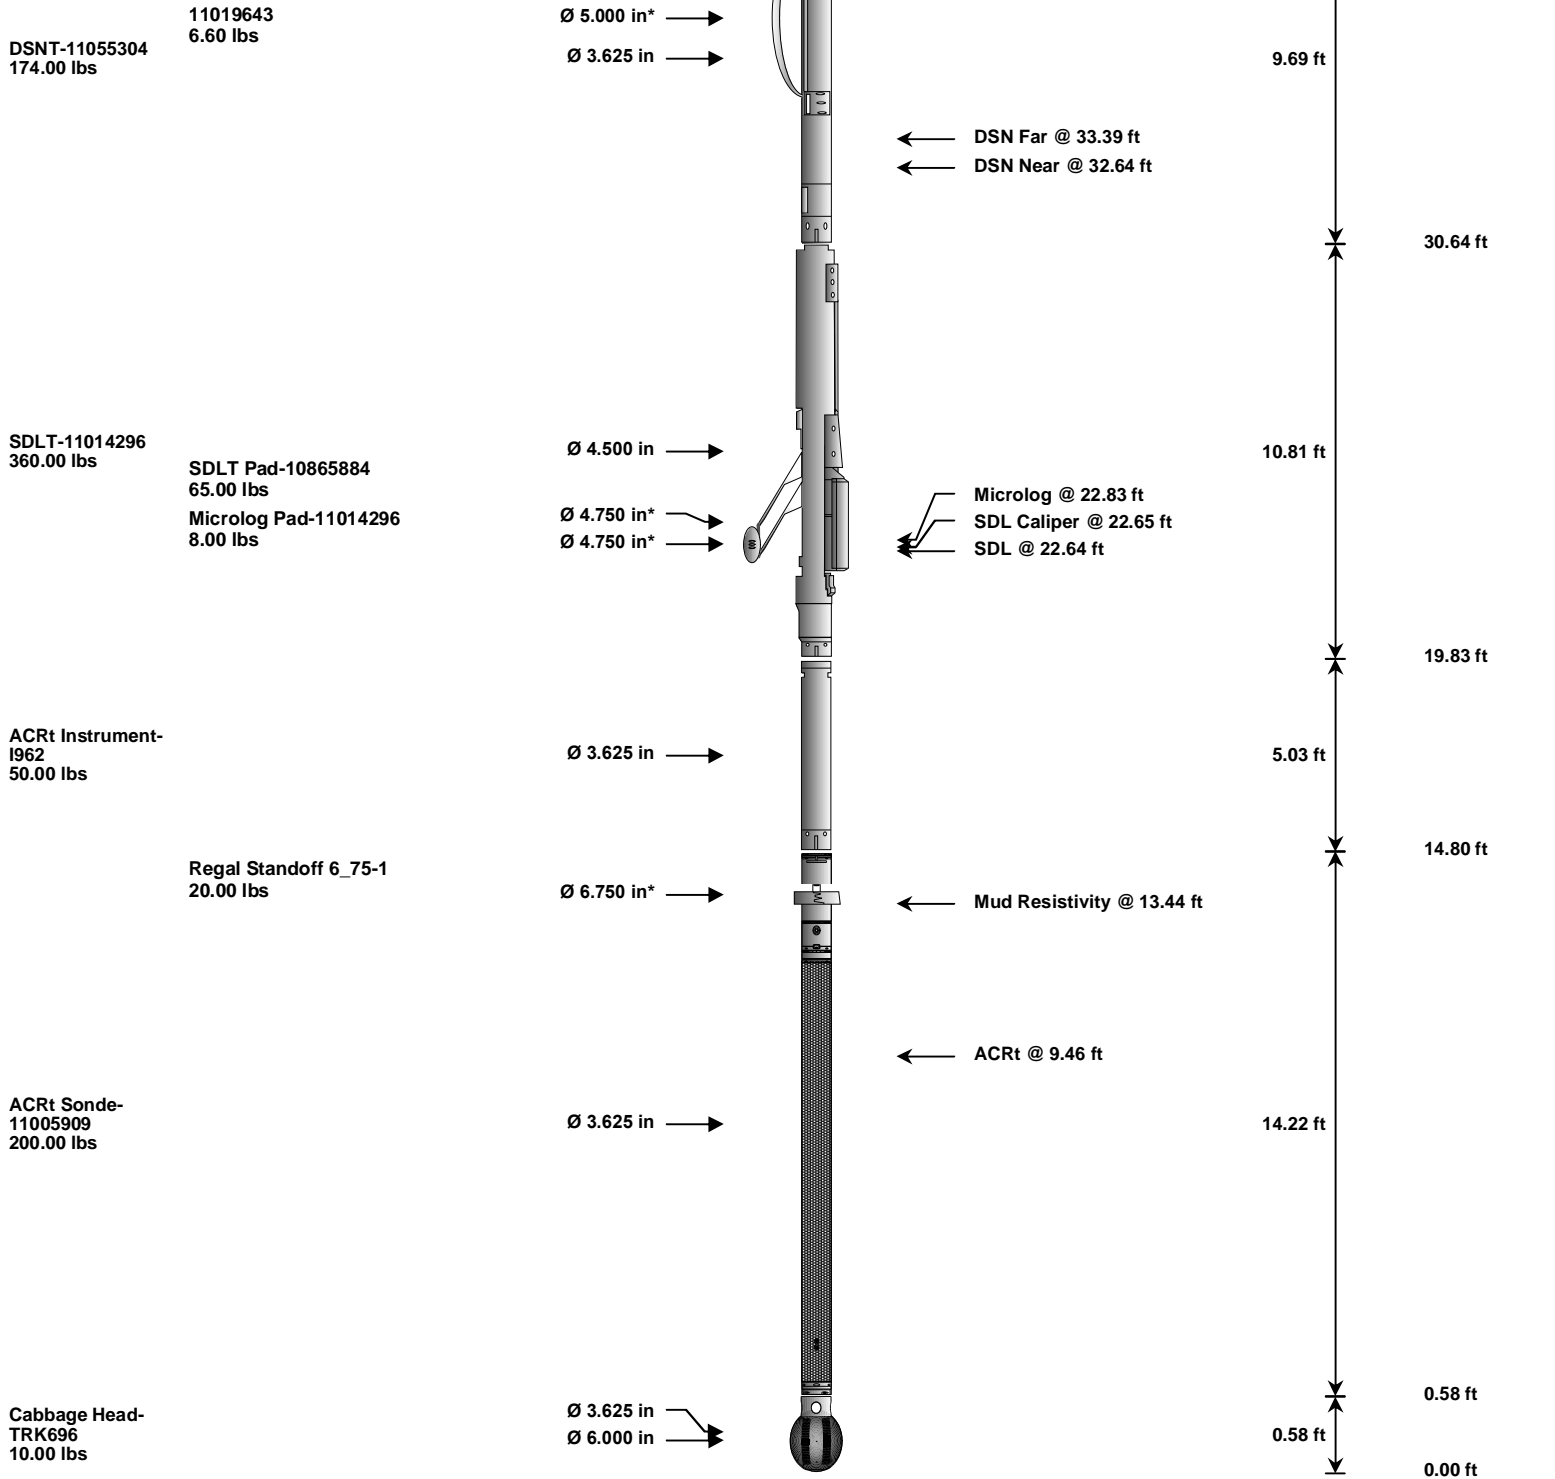 11019643
6.60 lbs
Ø 5.000 in*
DSNT-11055304
174.00 lbs
Ø 3.625 in
9.69 ft
DSN Far @ 33.39 ft
DSN Near @ 32.64 ft
30.64 ft
SDLT-11014296
360.00 lbs
Ø 4.500 in
10.81 ft
SDLT Pad-10865884
65.00 lbs
Microlog Pad-11014296
8.00 lbs
Ø 4.750 in*
Ø 4.750 in*
Microlog @ 22.83 ft
SDL Caliper @ 22.65 ft
SDL @ 22.64 ft
19.83 ft
ACRt Instrument-
I962
50.00 lbs
Ø 3.625 in
5.03 ft
14.80 ft
Regal Standoff 6_75-1
20.00 lbs
Ø 6.750 in*
Mud Resistivity @ 13.44 ft
ACRt @ 9.46 ft
ACRt Sonde-
11005909
200.00 lbs
Ø 3.625 in
14.22 ft
0.58 ft
Cabbage Head-
TRK696
10.00 lbs
Ø 3.625 in
Ø 6.000 in
0.58 ft
0.00 ft